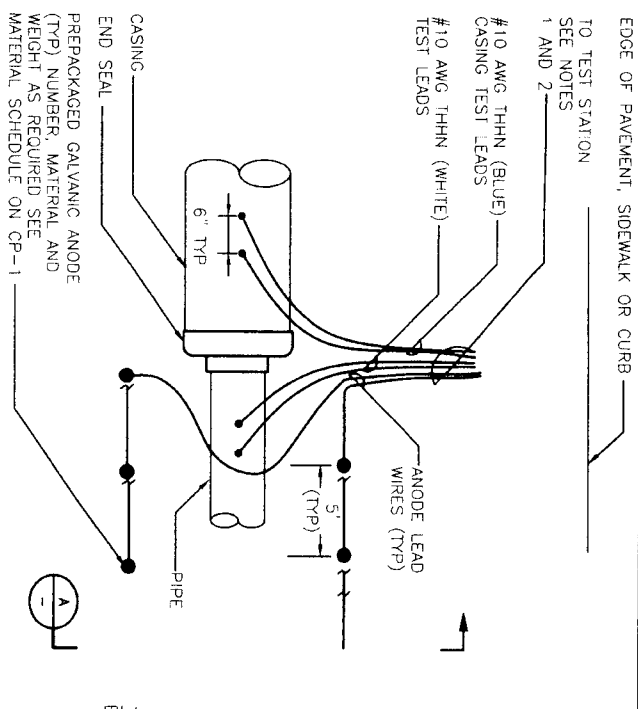 EDGE OF PAVEMENT, SIDEWALK OR CURB
TO TEST STATION
SEE NOTES
1 AND 2
#10 AWG THHN (BLUE)
CASING TEST LEADS
#10 AWG THHN (WHITE)
TEST LEADS
CASING
END SEAL
PREPACKAGED GALVANIC ANODE
(TYP) NUMBER, MATERIAL AND
WEIGHT AS REQUIRED SEE
MATERIAL SCHEDULE ON CP-1
6" TYP
ANODE LEAD
WIRES (TYP)
5'
(TYP)
PIPE
A
-